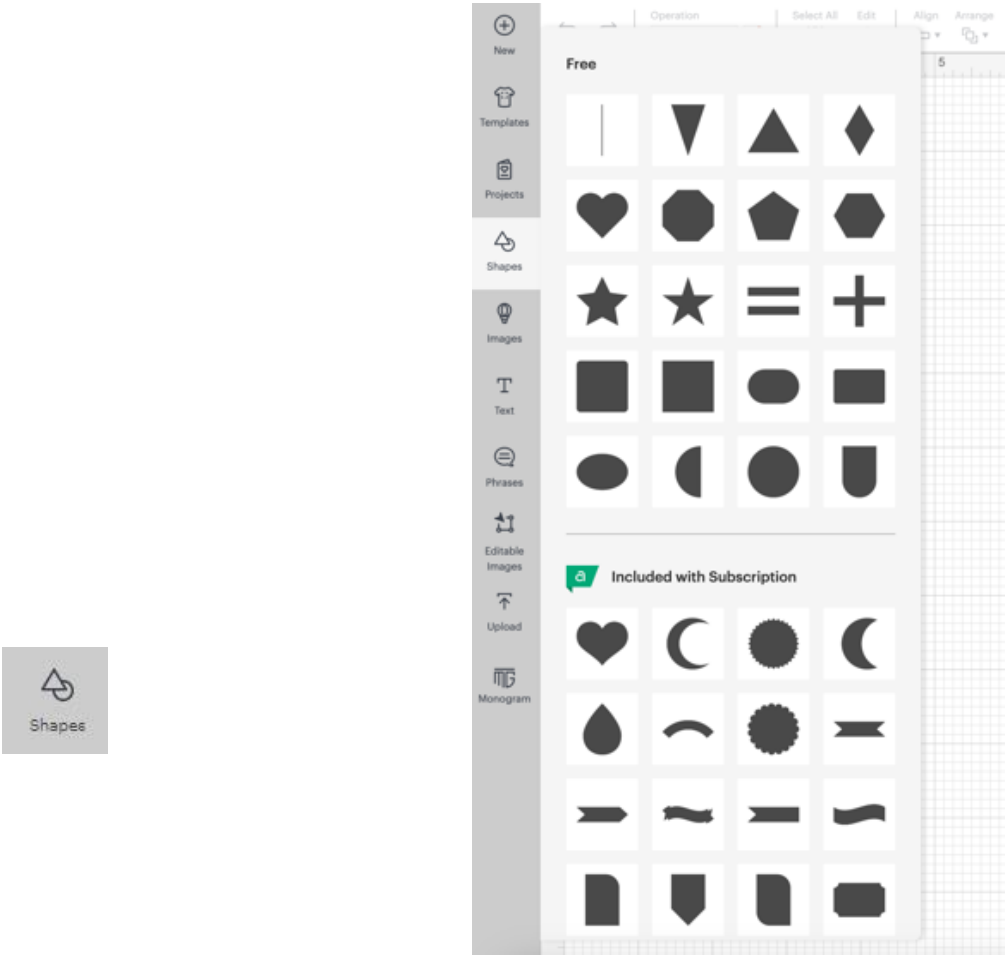 Shapes
New
Templates
Projects
Shapes
Images
Text
Phrases
Editable
Images
Upload
Monogram
Operation
Select All
Edit
Align
Arrange
5
Free
a
Included with Subscription